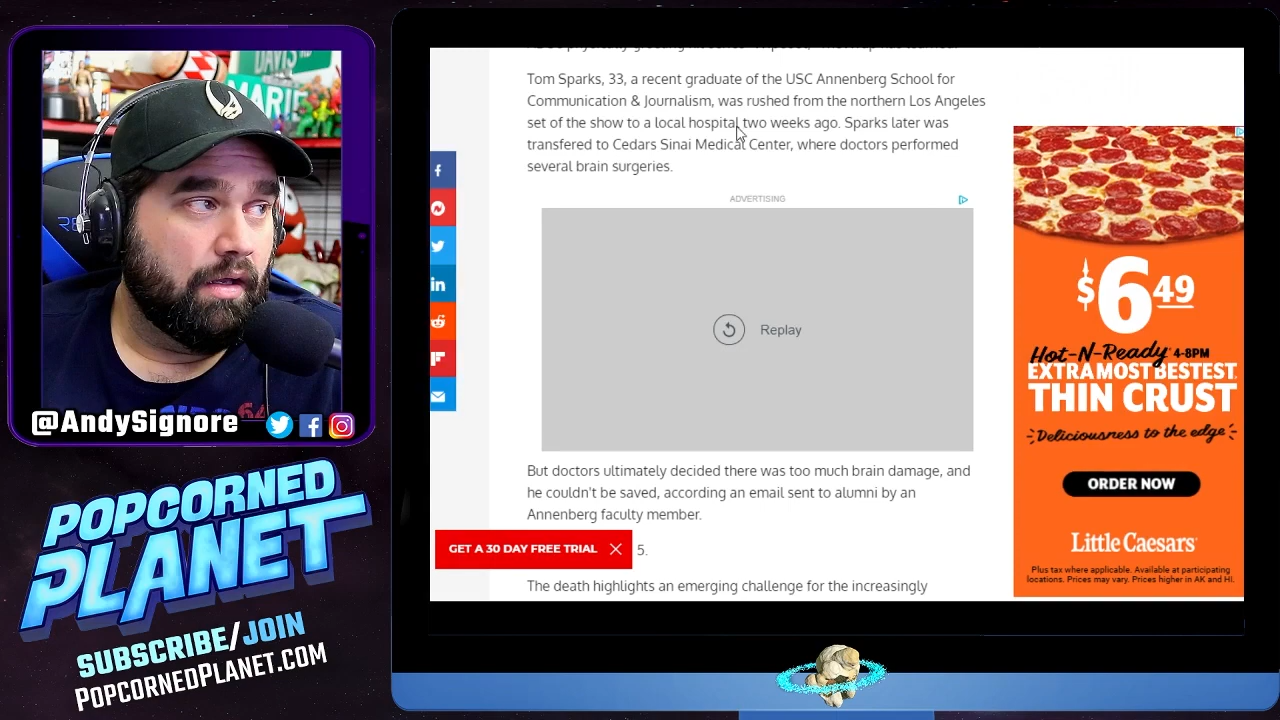 DAVIS
MARIE
@AndySignore
POPCORNED
PLANET
SUBSCRIBE/JOIN
POPCORNEDPLANET.COM
Tom Sparks, 33, a recent graduate of the USC Annenberg School for
Communication & Journalism, was rushed from the northern Los Angeles
set of the show to a local hospital two weeks ago. Sparks later was
transfered to Cedars Sinai Medical Center, where doctors performed
several brain surgeries.
ADVERTISING
Replay
But doctors ultimately decided there was too much brain damage, and
he couldn't be saved, according an email sent to alumni by an
Annenberg faculty member.
GET A 30 DAY FREE TRIAL
5.
The death highlights an emerging challenge for the increasingly
$6.49
Hot-N-Ready 4-8PM
EXTRAMOSTBESTEST
THIN CRUST
Deliciousness to the edge
ORDER NOW
Little Caesars
Plus tax where applicable. Available at participating
locations. Prices may vary. Prices higher in AK and HI.